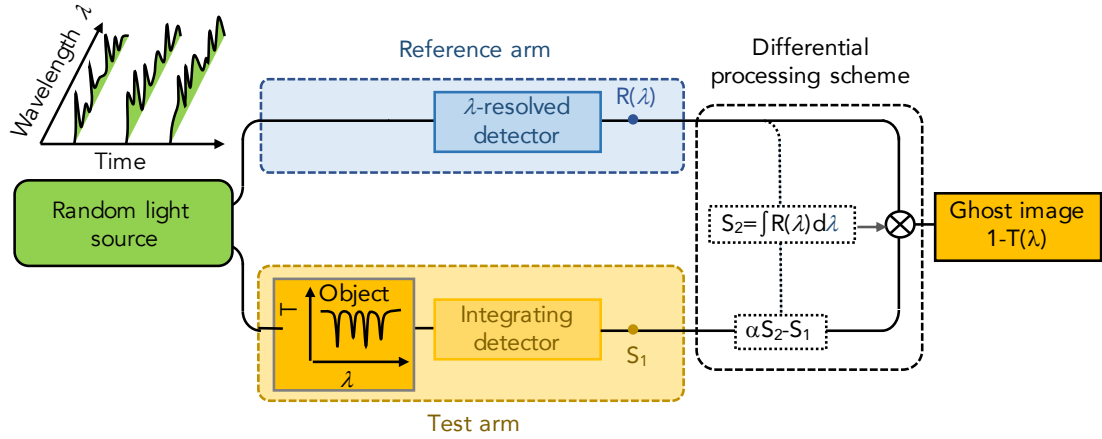 Wavelength λ
Time
Random light
source
Reference arm
λ-resolved
detector
R(λ)
Differential
processing scheme
S₂=∫R(λ)dλ
αS₂-S₁
Ghost image
1-T(λ)
Object
T
λ
Integrating
detector
S₁
Test arm